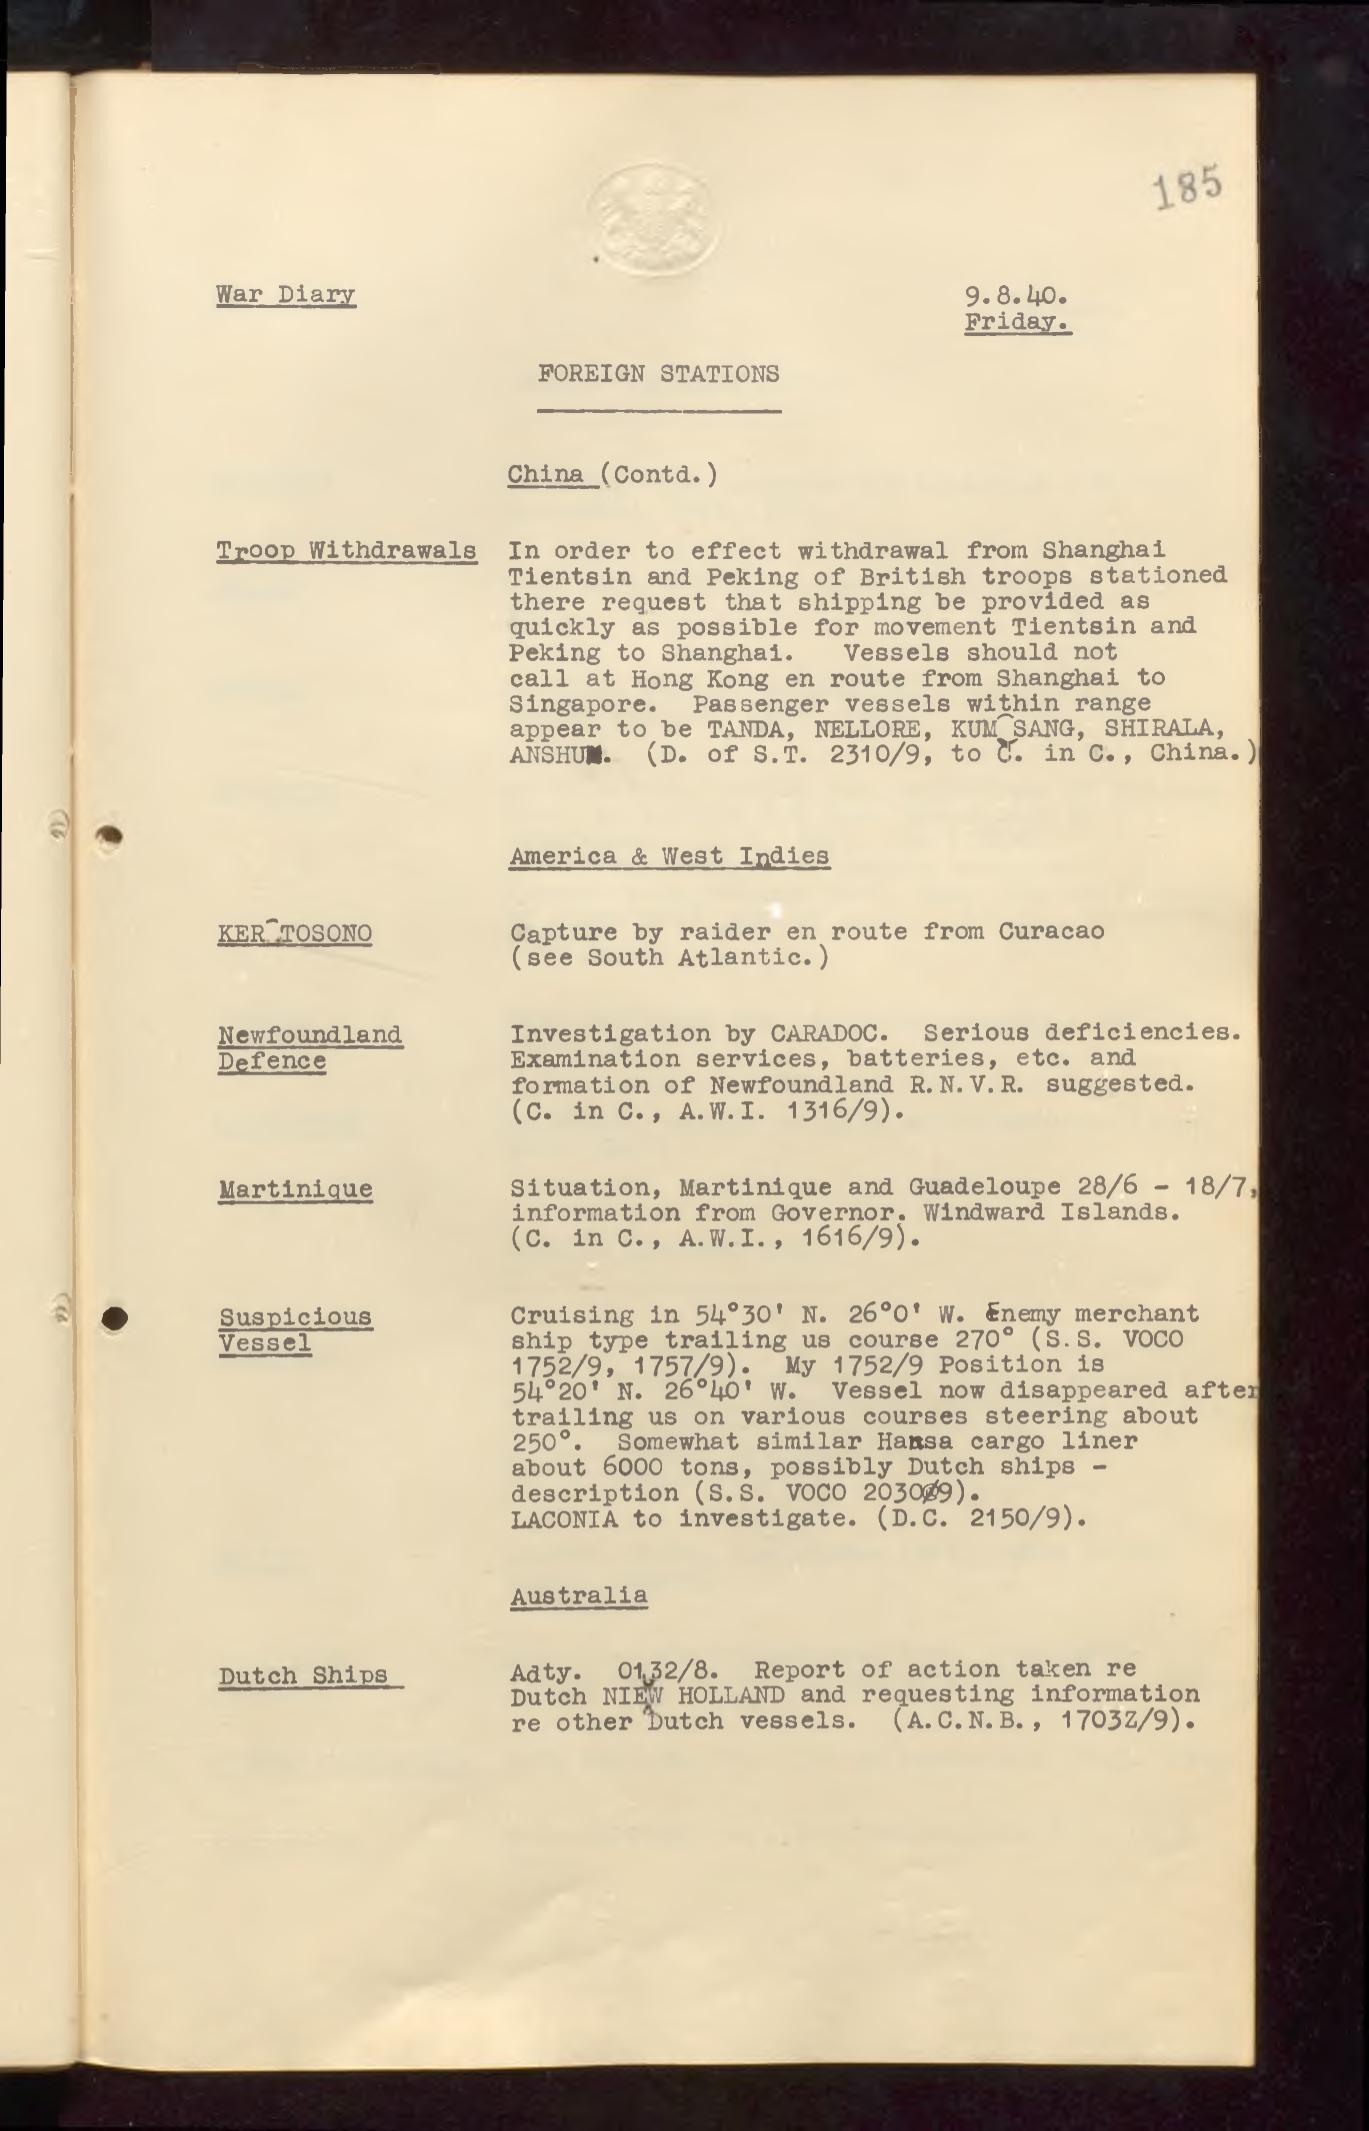 185
War Diary 9.8.40.
Friday.
FOREIGN STATIONS
China (Contd.)
Troop Withdrawals In order to effect withdrawal from Shanghai
Tientsin and Peking of British troops stationed
there request that shipping be provided as
quickly as possible for movement Tientsin and
Peking to Shanghai. Vessels should not
call at Hong Kong en route from Shanghai to
Singapore. Passenger vessels within range
appear to be TANDA, NELLORE, KUM SANG, SHIRALA,
ANSHUN. (D. of S.T. 2310/9, to C. in C., China.)
America & West Indies
KER TOSONO Capture by raider en route from Curacao
(see South Atlantic.)
Newfoundland Investigation by CARADOC. Serious deficiencies.
Defence Examination services, batteries, etc. and
formation of Newfoundland R.N.V.R. suggested.
(C. in C., A.W.I. 1316/9).
Martinique Situation, Martinique and Guadeloupe 28/6 - 18/7,
information from Governor. Windward Islands.
(C. in C., A.W.I., 1616/9).
Suspicious Cruising in 54°30' N. 26°0' W. Enemy merchant
Vessel ship type trailing us course 270° (S.S. VOCO
1752/9, 1757/9). My 1752/9 Position is
54°20' N. 26°40' W. Vessel now disappeared after
trailing us on various courses steering about
250°. Somewhat similar Hansa cargo liner
about 6000 tons, possibly Dutch ships -
description (S.S. VOCO 2030/9).
LACONIA to investigate. (D.C. 2150/9).
Australia
Dutch Ships Adty. 0132/8. Report of action taken re
Dutch NIEW HOLLAND and requesting information
re other Dutch vessels. (A.C.N.B., 1703Z/9).